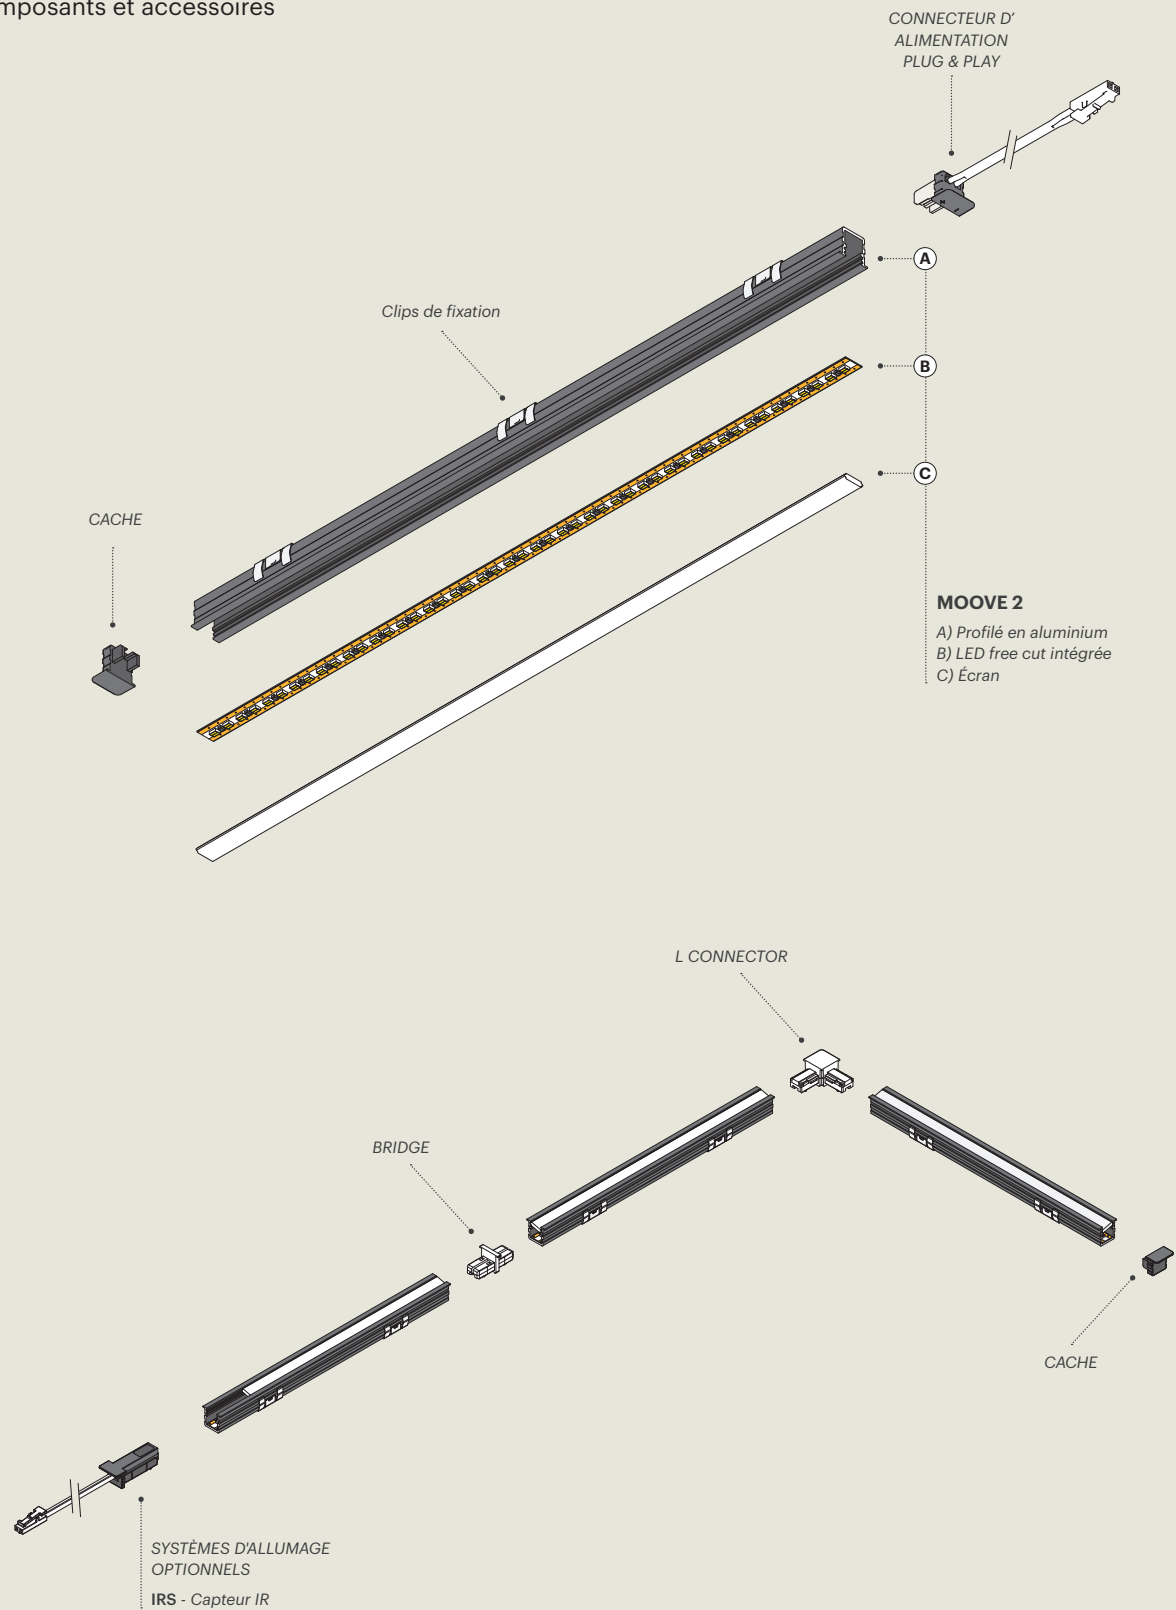 mposants et accessoires
CONNECTEUR D’
ALIMENTATION
PLUG & PLAY
A
Clips de fixation
B
C
CACHE
MOOVE 2
A) Profilé en aluminium
B) LED free cut intégrée
C) Écran
L CONNECTOR
BRIDGE
CACHE
SYSTÈMES D'ALLUMAGE
OPTIONNELS
IRS - Capteur IR